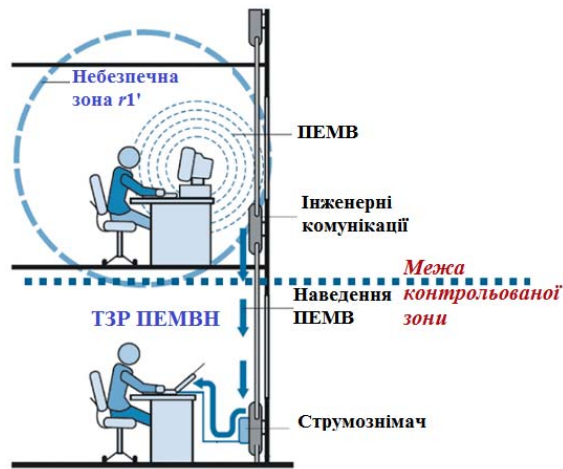 Небезпечна
зона r1'
ПЕМВ
Інженерні
комунікації
Межа
контрольованої
зони
Наведення
ПЕМВ
ТЗР ПЕМВН
Струмознімач